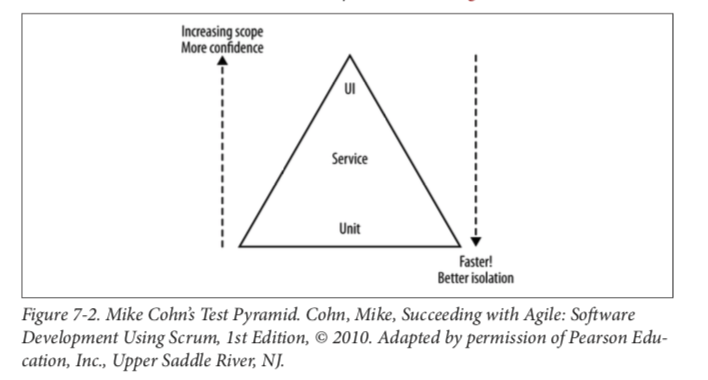 Increasing scope
More confidence
UI
Service
Unit
Faster!
Better isolation
Figure 7-2. Mike Cohn's Test Pyramid. Cohn, Mike, Succeeding with Agile: Software
Development Using Scrum, 1st Edition, © 2010. Adapted by permission of Pearson Edu-
cation, Inc., Upper Saddle River, NJ.